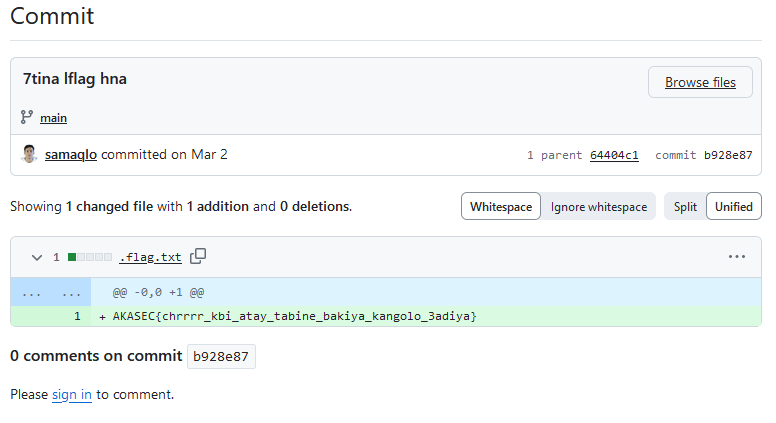 Commit
7tina lflag hna
Browse files
main
samaqlo committed on Mar 2
1 parent 64404c1 commit b928e87
Showing 1 changed file with 1 addition and 0 deletions.
Whitespace Ignore whitespace Split Unified
1 .flag.txt ...
... ... @@ -0,0 +1 @@
1 + AKASEC{chrrrr_kbi_atay_tabine_bakiya_kangolo_3adiya}
0 comments on commit b928e87
Please sign in to comment.